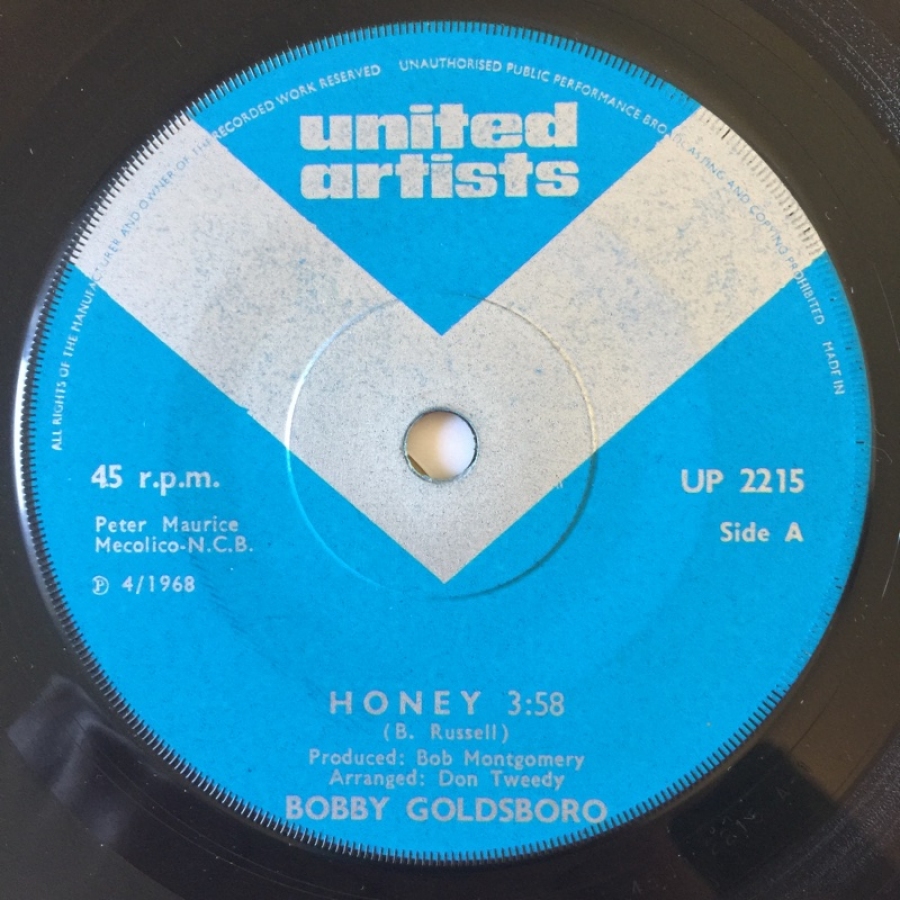 ALL RIGHTS OF THE MANUFACTURER AND OWNER OF THE RECORDED WORK RESERVED UNAUTHORISED PUBLIC PERFORMANCE BROADCASTING AND COPYING PROHIBITED MADE IN
united
artists
45 r.p.m.
UP 2215
Peter Maurice
Mecolico-N.C.B.
Side A
℗ 4/1968
HONEY 3:58
(B. Russell)
Produced: Bob Montgomery
Arranged: Don Tweedy
BOBBY GOLDSBORO